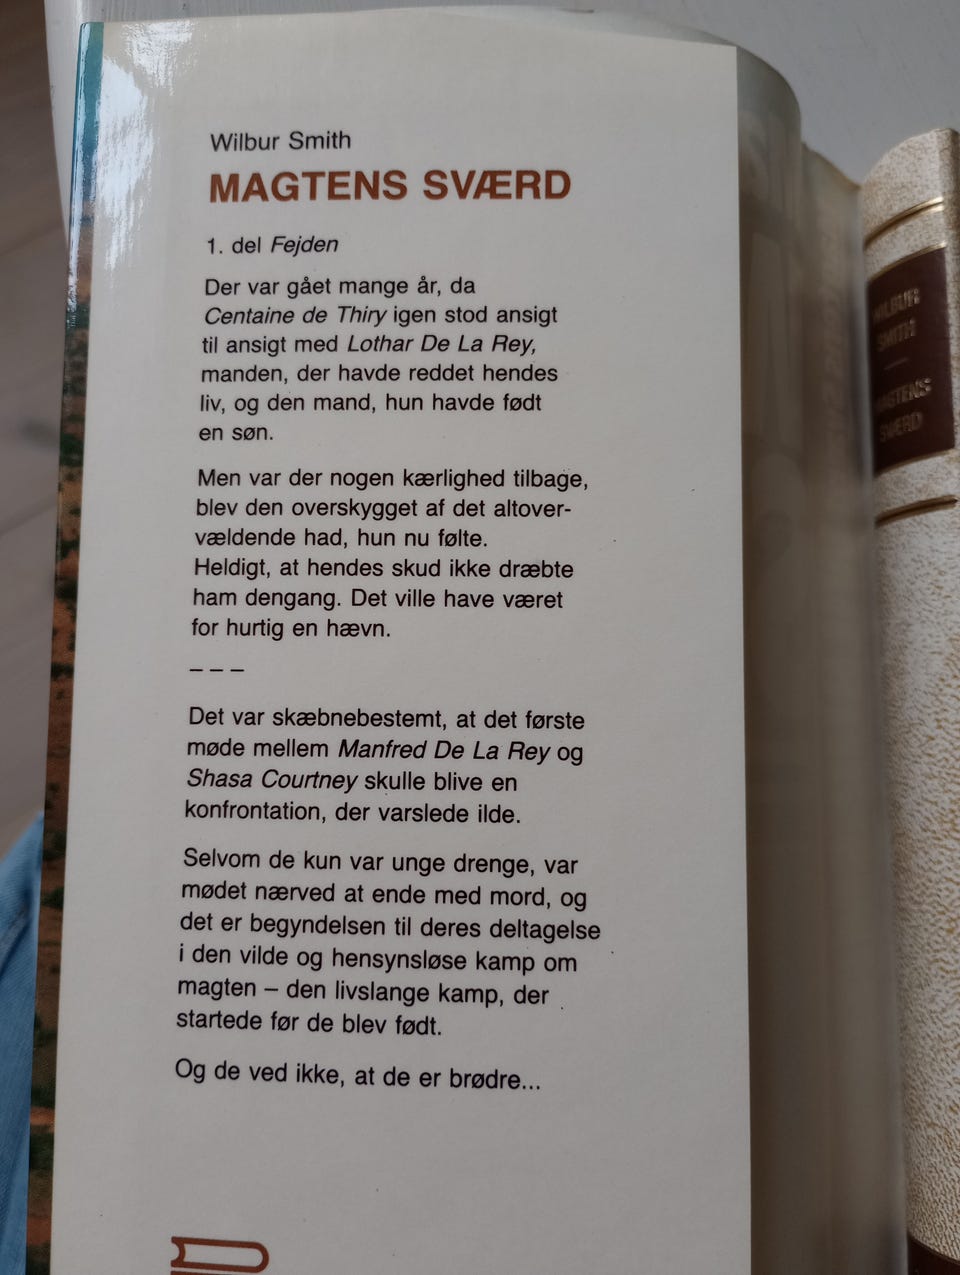 Wilbur Smith
MAGTENS SVÆRD
1. del Fejden
Der var gået mange år, da
Centaine de Thiry igen stod ansigt
til ansigt med Lothar De La Rey,
manden, der havde reddet hendes
liv, og den mand, hun havde født
en søn.
Men var der nogen kærlighed tilbage,
blev den overskygget af det altover-
vældende had, hun nu følte.
Heldigt, at hendes skud ikke dræbte
ham dengang. Det ville have været
for hurtig en hævn.
– – –
Det var skæbnebestemt, at det første
møde mellem Manfred De La Rey og
Shasa Courtney skulle blive en
konfrontation, der varslede ilde.
Selvom de kun var unge drenge, var
mødet nærved at ende med mord, og
det er begyndelsen til deres deltagelse
i den vilde og hensynsløse kamp om
magten – den livslange kamp, der
startede før de blev født.
Og de ved ikke, at de er brødre...
WILBUR
SMITH
MAGTENS
SVÆRD